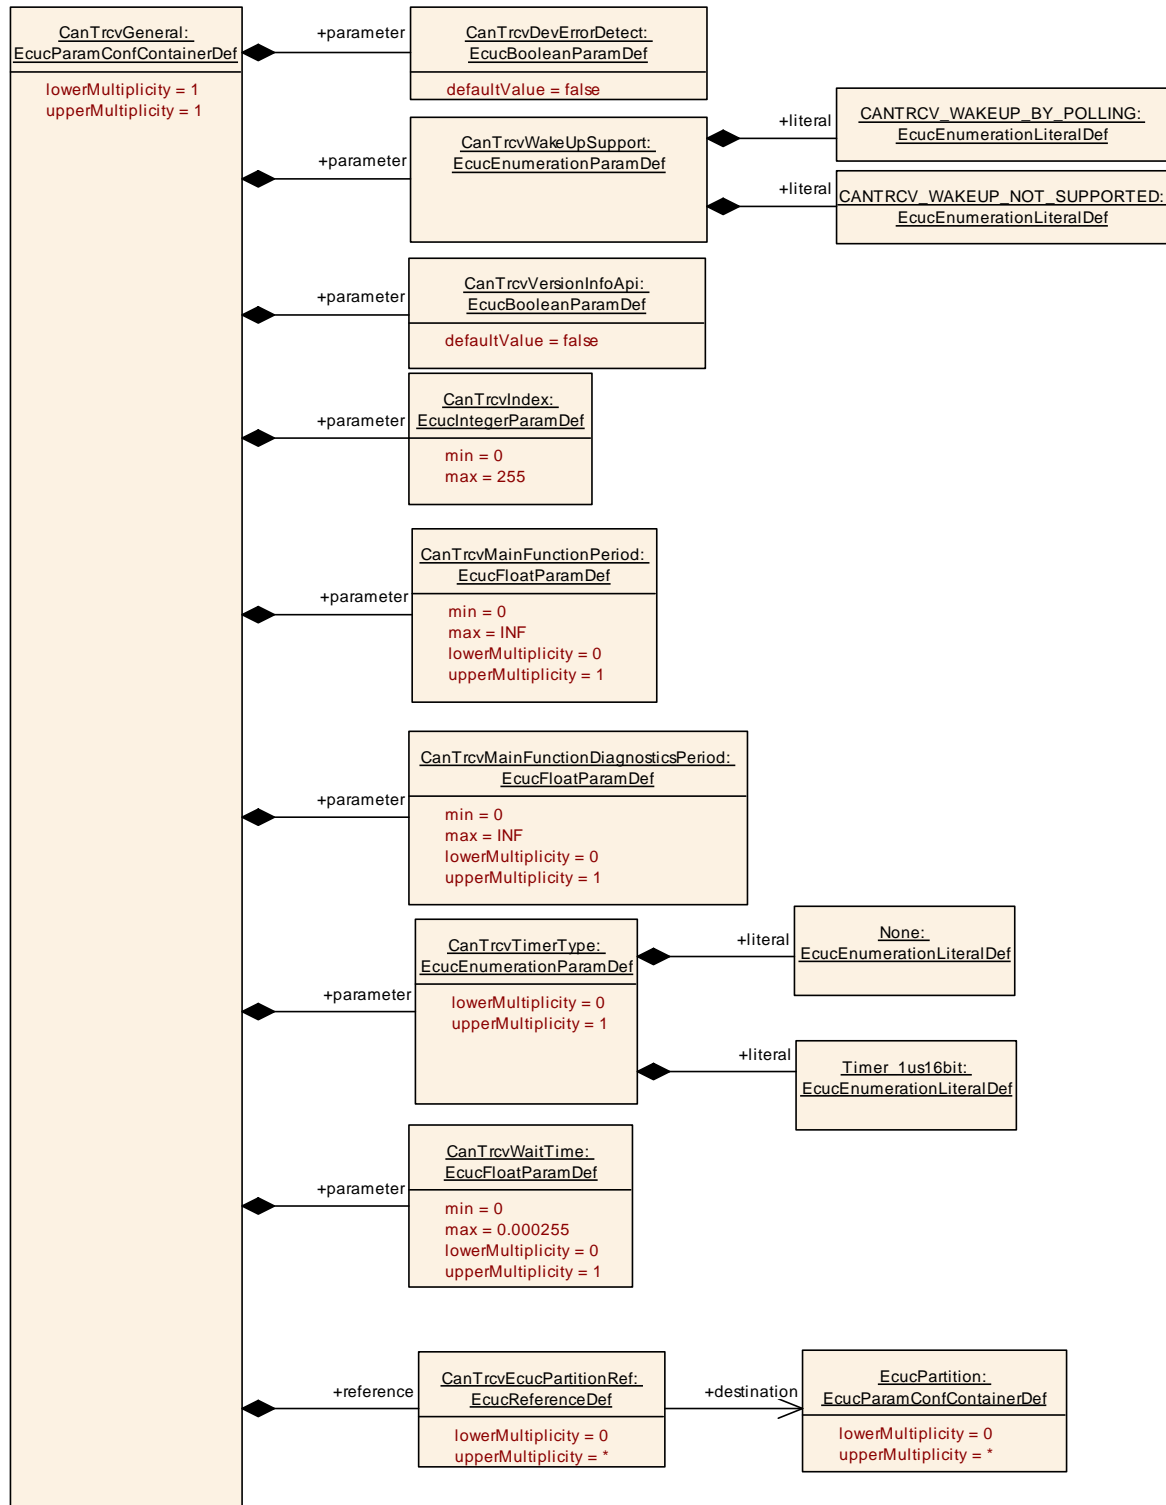 CanTrcvGeneral:
EcucParamConfContainerDef
lowerMultiplicity = 1
upperMultiplicity = 1
+parameter
CanTrcvDevErrorDetect:
EcucBooleanParamDef
defaultValue = false
+parameter
CanTrcvWakeUpSupport:
EcucEnumerationParamDef
+literal
CANTRCV_WAKEUP_BY_POLLING:
EcucEnumerationLiteralDef
+literal
CANTRCV_WAKEUP_NOT_SUPPORTED:
EcucEnumerationLiteralDef
+parameter
CanTrcvVersionInfoApi:
EcucBooleanParamDef
defaultValue = false
+parameter
CanTrcvIndex:
EcucIntegerParamDef
min = 0
max = 255
+parameter
CanTrcvMainFunctionPeriod:
EcucFloatParamDef
min = 0
max = INF
lowerMultiplicity = 0
upperMultiplicity = 1
+parameter
CanTrcvMainFunctionDiagnosticsPeriod:
EcucFloatParamDef
min = 0
max = INF
lowerMultiplicity = 0
upperMultiplicity = 1
+parameter
CanTrcvTimerType:
EcucEnumerationParamDef
lowerMultiplicity = 0
upperMultiplicity = 1
+literal
None:
EcucEnumerationLiteralDef
+literal
Timer_1us16bit:
EcucEnumerationLiteralDef
+parameter
CanTrcvWaitTime:
EcucFloatParamDef
min = 0
max = 0.000255
lowerMultiplicity = 0
upperMultiplicity = 1
+reference
CanTrcvEcucPartitionRef:
EcucReferenceDef
lowerMultiplicity = 0
upperMultiplicity = *
+destination
EcucPartition:
EcucParamConfContainerDef
lowerMultiplicity = 0
upperMultiplicity = *